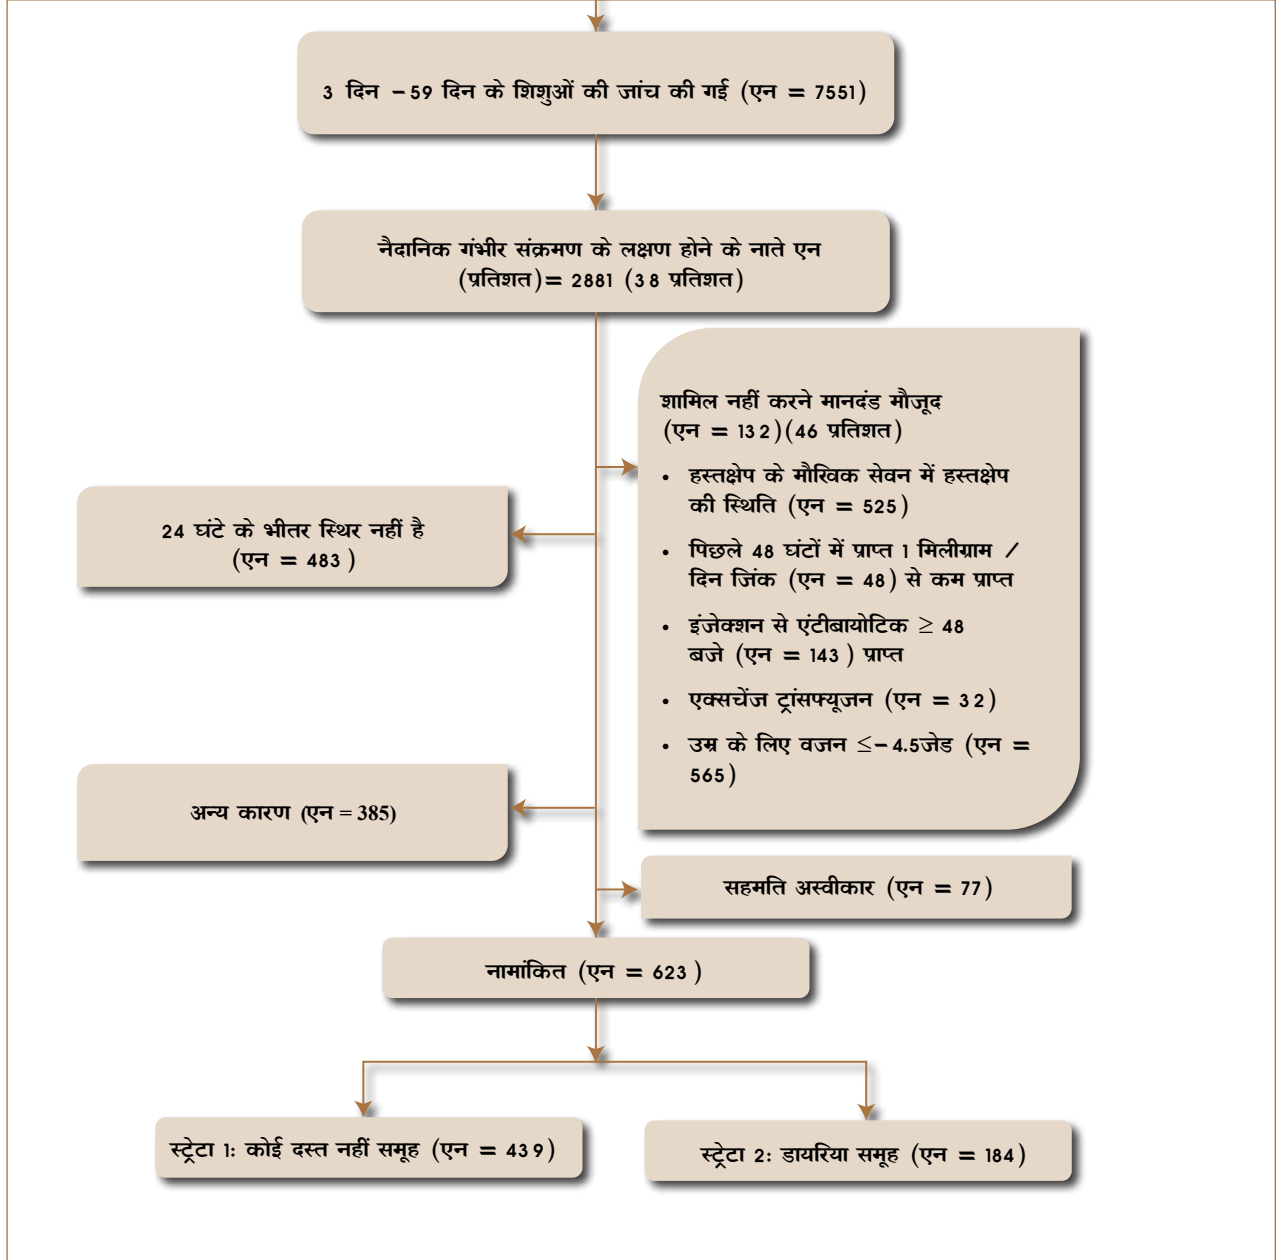 3 दिन –59 दिन के शिशुओं की जांच की गई (एन = 7551)
नैदानिक गंभीर संक्रमण के लक्षण होने के नाते एन
(प्रतिशत)= 2881 (38 प्रतिशत)
शामिल नहीं करने मानदंड मौजूद
(एन = 132)(46 प्रतिशत)
• हस्तक्षेप के मौखिक सेवन में हस्तक्षेप
की स्थिति (एन = 525)
• पिछले 48 घंटों में प्राप्त 1 मिलीग्राम /
दिन जिंक (एन = 48) से कम प्राप्त
• इंजेक्शन से एंटीबायोटिक ≥ 48
बजे (एन = 143) प्राप्त
• एक्सचेंज ट्रांसफ्यूजन (एन = 32)
• उम्र के लिए वजन ≤–4.5जेड (एन =
565)
24 घंटे के भीतर स्थिर नहीं है
(एन = 483)
अन्य कारण (एन = 385)
सहमति अस्वीकार (एन = 77)
नामांकित (एन = 623)
स्ट्रेटा 1: कोई दस्त नहीं समूह (एन = 439)
स्ट्रेटा 2: डायरिया समूह (एन = 184)